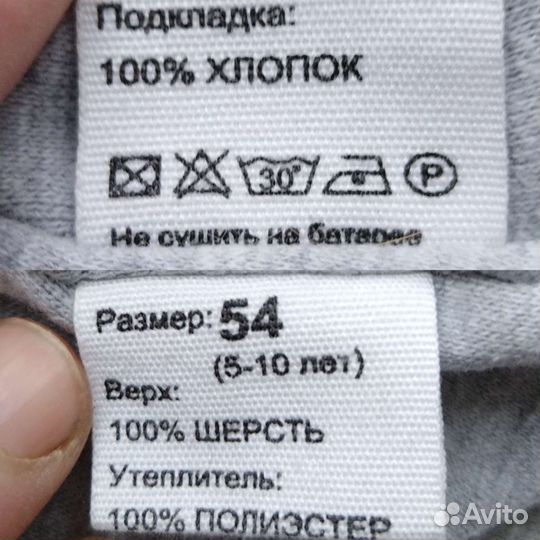 Подкладка:
100% ХЛОПОК
30°
P
Не сушить на батарее
Размер: 54
(5-10 лет)
Верх:
100% ШЕРСТЬ
Утеплитель:
100% ПОЛИЭСТЕР
Avito